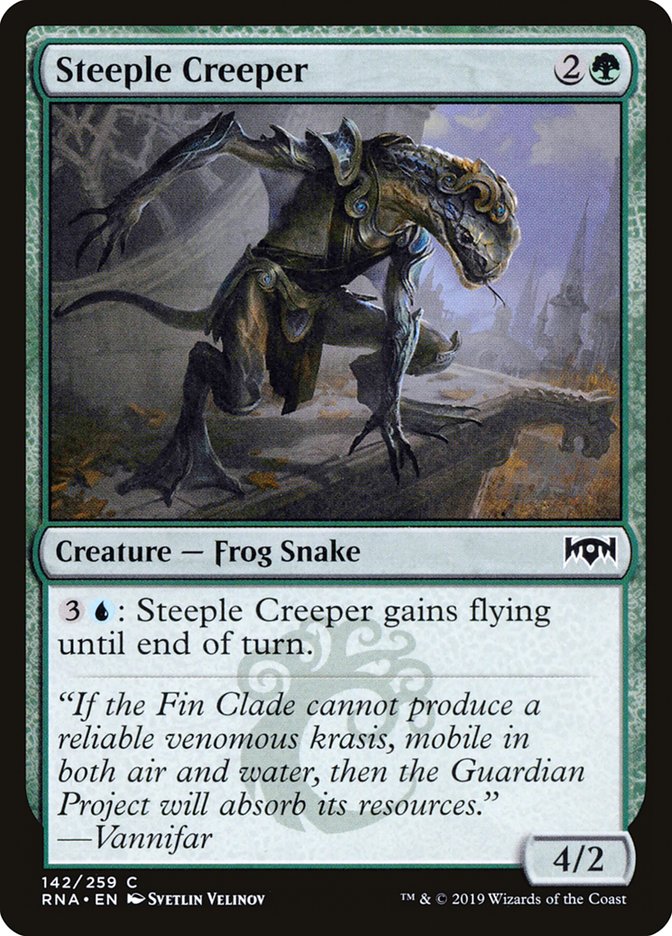 Steeple Creeper 2
Creature — Frog Snake
3 : Steeple Creeper gains flying
until end of turn.
“If the Fin Clade cannot produce a
reliable venomous krasis, mobile in
both air and water, then the Guardian
Project will absorb its resources.”
—Vannifar
4/2
142/259 C
RNA • EN Svetlin Velinov
™ & © 2019 Wizards of the Coast